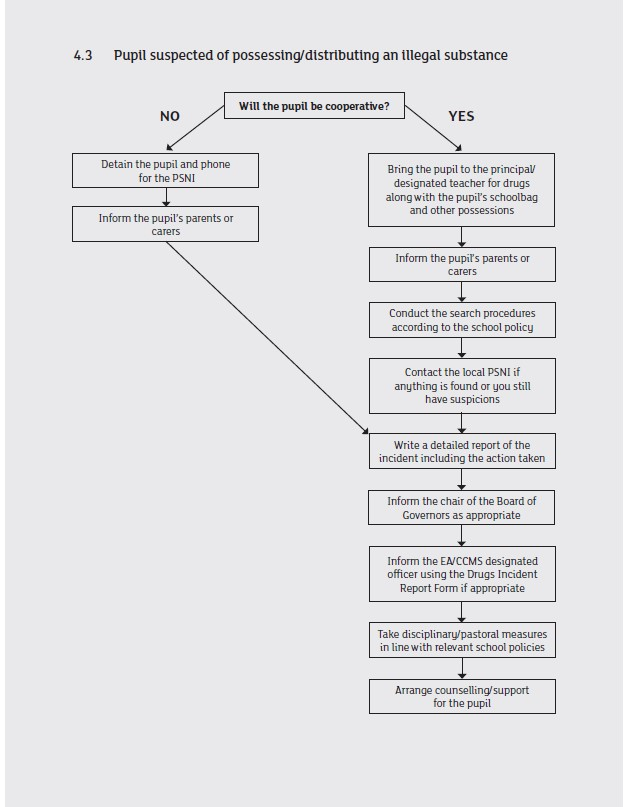 4.3 Pupil suspected of possessing/distributing an illegal substance
Will the pupil be cooperative?
NO
YES
Detain the pupil and phone
for the PSNI
Inform the pupil's parents or
carers
Bring the pupil to the principal/
designated teacher for drugs
along with the pupil's schoolbag
and other possessions
Inform the pupil's parents or
carers
Conduct the search procedures
according to the school policy
Contact the local PSNI if
anything is found or you still
have suspicions
Write a detailed report of the
incident including the action taken
Inform the chair of the Board of
Governors as appropriate
Inform the EA/CCMS designated
officer using the Drugs Incident
Report Form if appropriate
Take disciplinary/pastoral measures
in line with relevant school policies
Arrange counselling/support
for the pupil